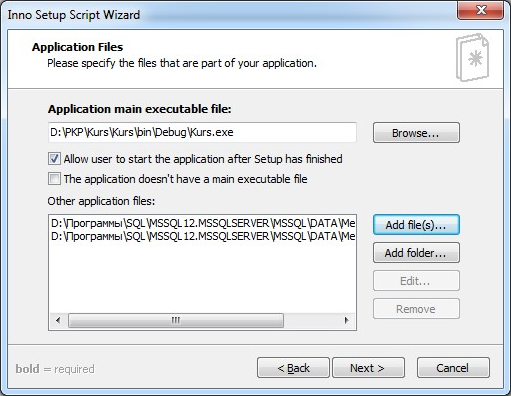 Inno Setup Script Wizard
Application Files
Please specify the files that are part of your application.
Application main executable file:
D:\PKP\Kurs\Kurs\bin\Debug\Kurs.exe
Browse...
Allow user to start the application after Setup has finished
The application doesn't have a main executable file
Other application files:
D:\Программы\SQL\MSSQL12.MSSQLSERVER\MSSQL\DATA\Me
D:\Программы\SQL\MSSQL12.MSSQLSERVER\MSSQL\DATA\Me
Add file(s)...
Add folder...
Edit...
Remove
bold = required
< Back
Next >
Cancel